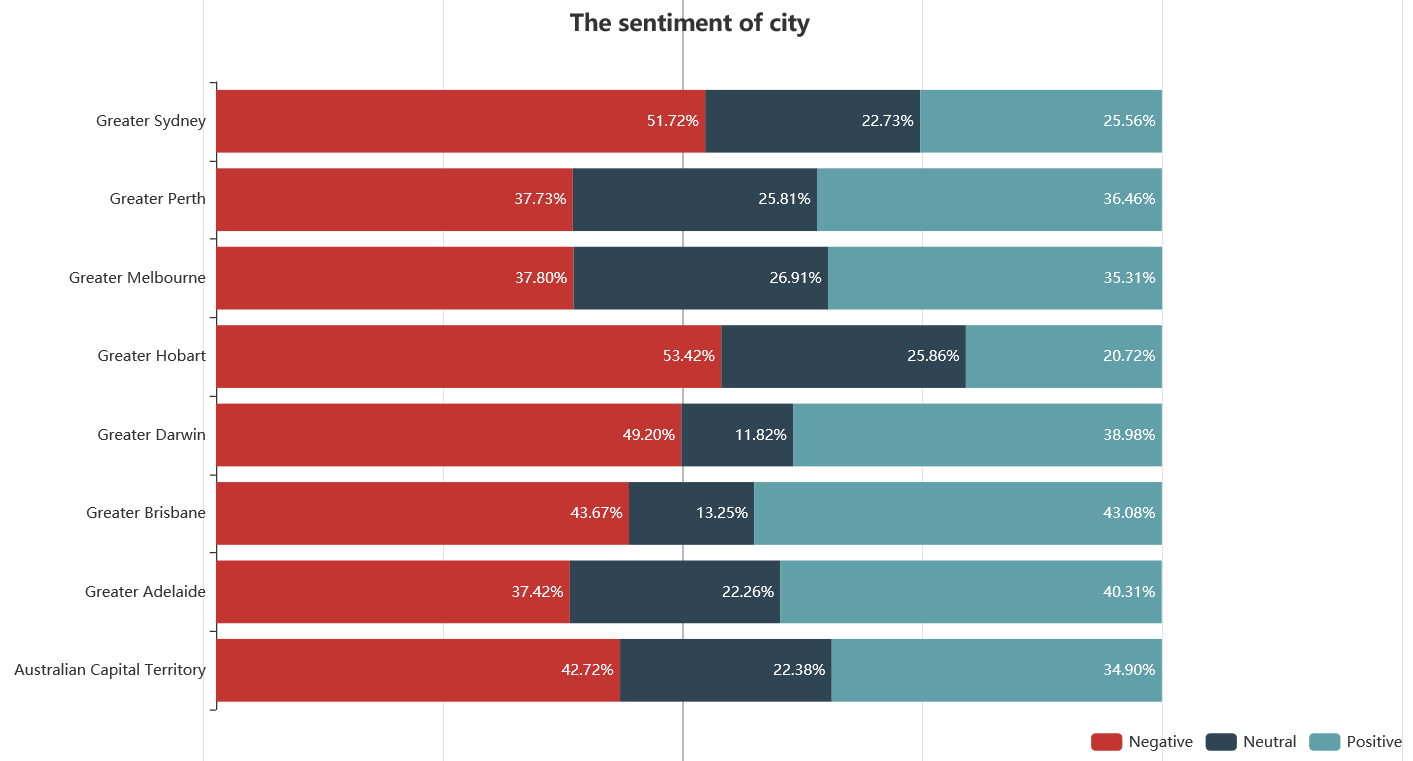 The sentiment of city
Greater Sydney 51.72% 22.73% 25.56%
Greater Perth 37.73% 25.81% 36.46%
Greater Melbourne 37.80% 26.91% 35.31%
Greater Hobart 53.42% 25.86% 20.72%
Greater Darwin 49.20% 11.82% 38.98%
Greater Brisbane 43.67% 13.25% 43.08%
Greater Adelaide 37.42% 22.26% 40.31%
Australian Capital Territory 42.72% 22.38% 34.90%
Negative Neutral Positive